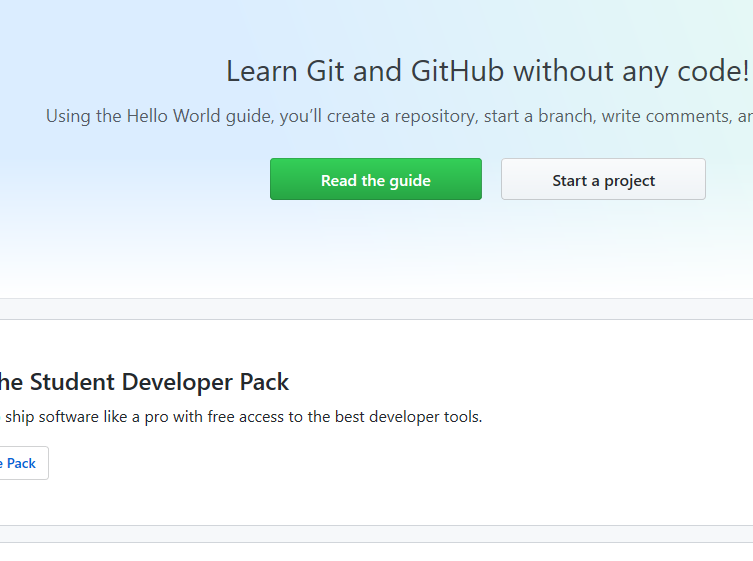 Learn Git and GitHub without any code!
Using the Hello World guide, you’ll create a repository, start a branch, write comments,
Read the guide
Start a project
Student Developer Pack
ship software like a pro with free access to the best developer tools.
Pack